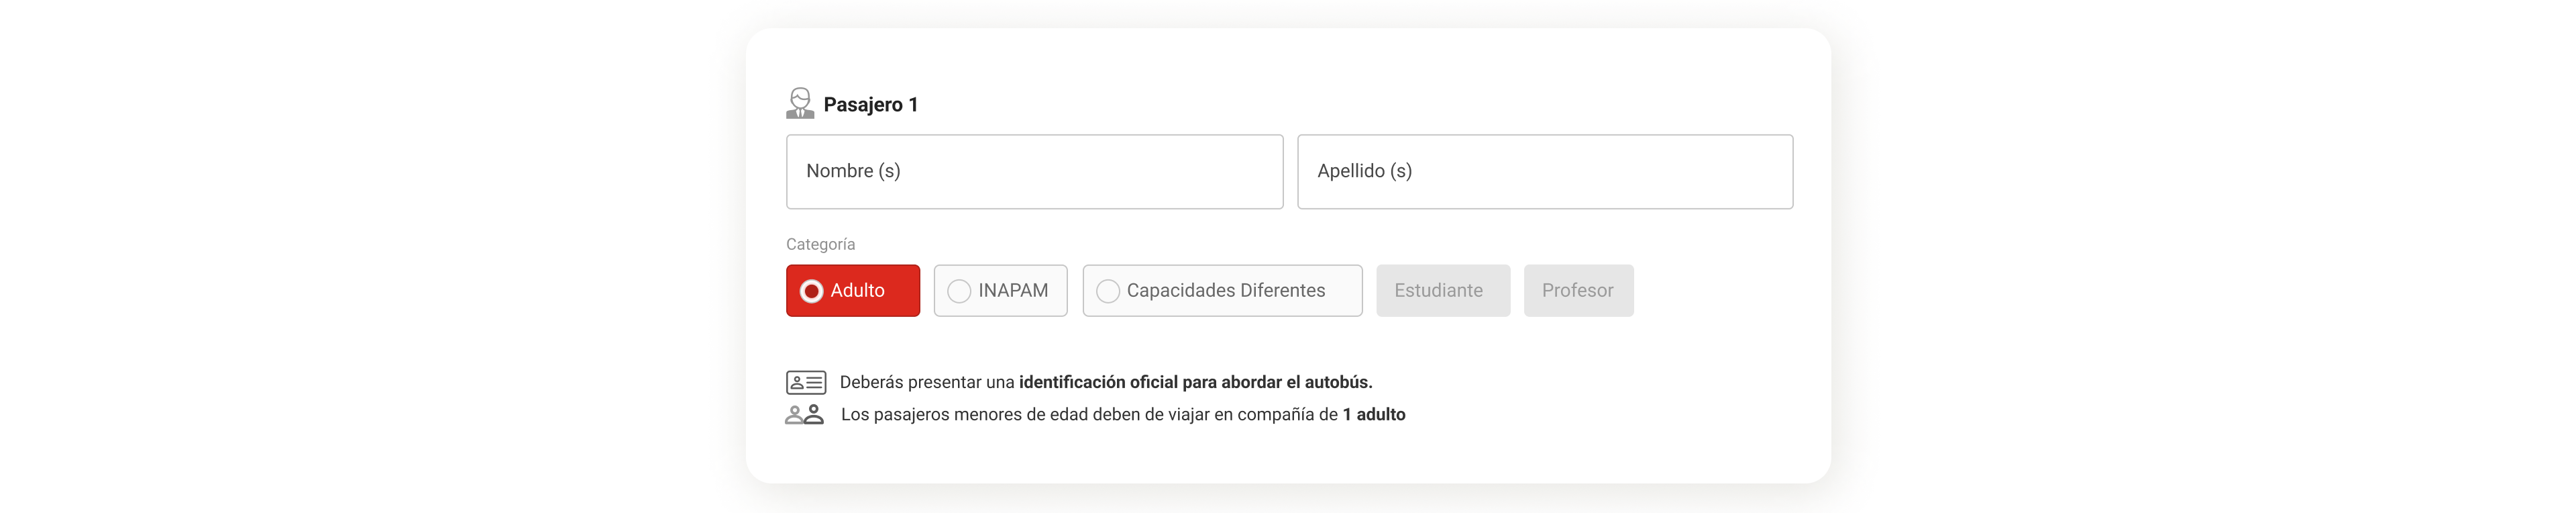 Pasajero 1
Nombre (s)
Apellido (s)
Categoría
Adulto
INAPAM
Capacidades Diferentes
Estudiante
Profesor
Deberás presentar una identificación oficial para abordar el autobús.
Los pasajeros menores de edad deben de viajar en compañía de 1 adulto